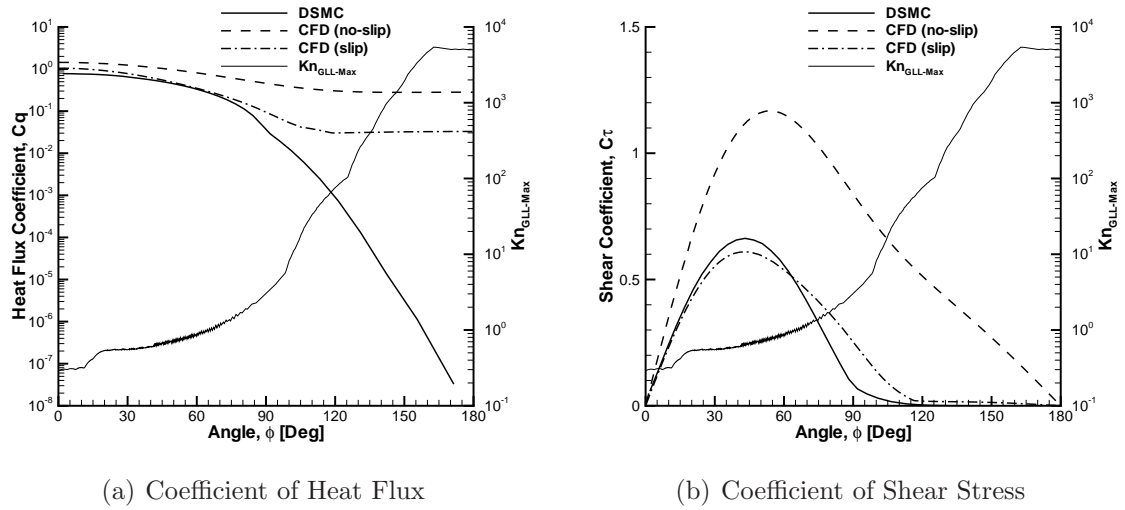 DSMC
CFD (no-slip)
CFD (slip)
Kn_GLL-Max
10^1
10^0
10^-1
10^-2
10^-3
10^-4
10^-5
10^-6
10^-7
10^-8
Heat Flux Coefficient, Cq
10^4
10^3
10^2
10^1
10^0
10^-1
Kn_GLL-Max
0 30 60 90 120 150 180
Angle, ϕ [Deg]
(a) Coefficient of Heat Flux
DSMC
CFD (no-slip)
CFD (slip)
Kn_GLL-Max
1.5
1
0.5
0
Shear Coefficient, Cτ
10^4
10^3
10^2
10^1
10^0
10^-1
Kn_GLL-Max
0 30 60 90 120 150 180
Angle, ϕ [Deg]
(b) Coefficient of Shear Stress